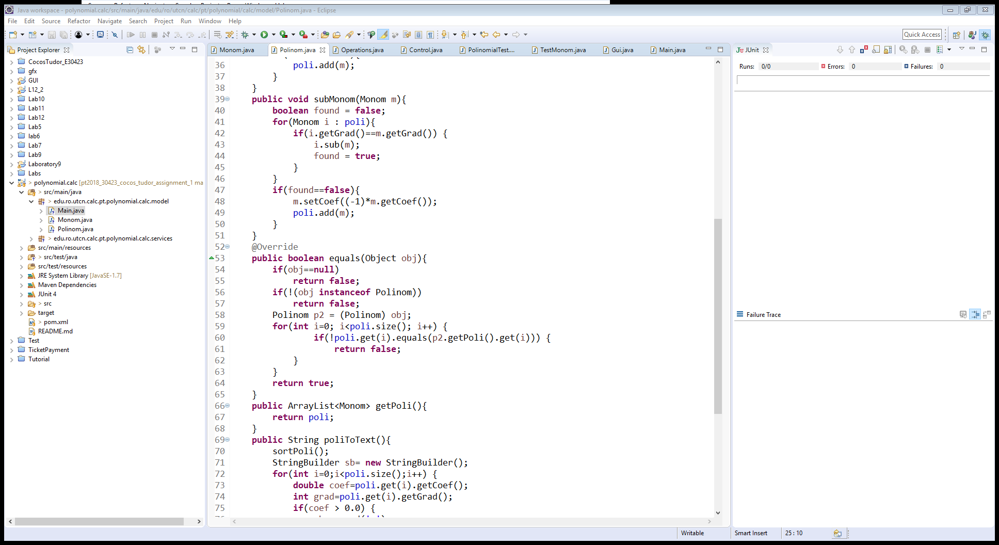 Java workspace - polynomial.calc/src/main/java/edu/ro/utcn/calc/pt/polynomial/calc/model/Polinom.java - Eclipse
File Edit Source Refactor Navigate Search Project Run Window Help
Quick Access
Project Explorer
CocosTudor_E30423
gfx
GUI
L12_2
Lab10
Lab11
Lab12
Lab5
lab6
Lab7
Lab9
Laboratory9
Labs
> polynomial.calc [pt2018_30423_cocos_tudor_assignment_1 ma
> src/main/java
> edu.ro.utcn.calc.pt.polynomial.calc.model
Main.java
Monom.java
Polinom.java
> edu.ro.utcn.calc.pt.polynomial.calc.services
src/main/resources
> src/test/java
src/test/resources
JRE System Library [JavaSE-1.7]
Maven Dependencies
JUnit 4
> src
target
> pom.xml
README.md
Test
TicketPayment
Tutorial
Monom.java Polinom.java Operations.java Control.java PolinomialTest.... TestMonom.java Gui.java Main.java
36 poli.add(m);
37 }
38 }
39 public void subMonom(Monom m){
40 boolean found = false;
41 for(Monom i : poli){
42 if(i.getGrad()==m.getGrad()) {
43 i.sub(m);
44 found = true;
45 }
46 }
47 if(found==false){
48 m.setCoef((-1)*m.getCoef());
49 poli.add(m);
50 }
51 }
52 @Override
53 public boolean equals(Object obj){
54 if(obj==null)
55 return false;
56 if(!(obj instanceof Polinom))
57 return false;
58 Polinom p2 = (Polinom) obj;
59 for(int i=0; i<poli.size(); i++) {
60 if(!poli.get(i).equals(p2.getPoli().get(i))) {
61 return false;
62 }
63 }
64 return true;
65 }
66 public ArrayList<Monom> getPoli(){
67 return poli;
68 }
69 public String poliToText(){
70 sortPoli();
71 StringBuilder sb= new StringBuilder();
72 for(int i=0;i<poli.size();i++) {
73 double coef=poli.get(i).getCoef();
74 int grad=poli.get(i).getGrad();
75 if(coef > 0.0) {
JUnit
Runs: 0/0 Errors: 0 Failures: 0
Failure Trace
Writable Smart Insert 25 : 10